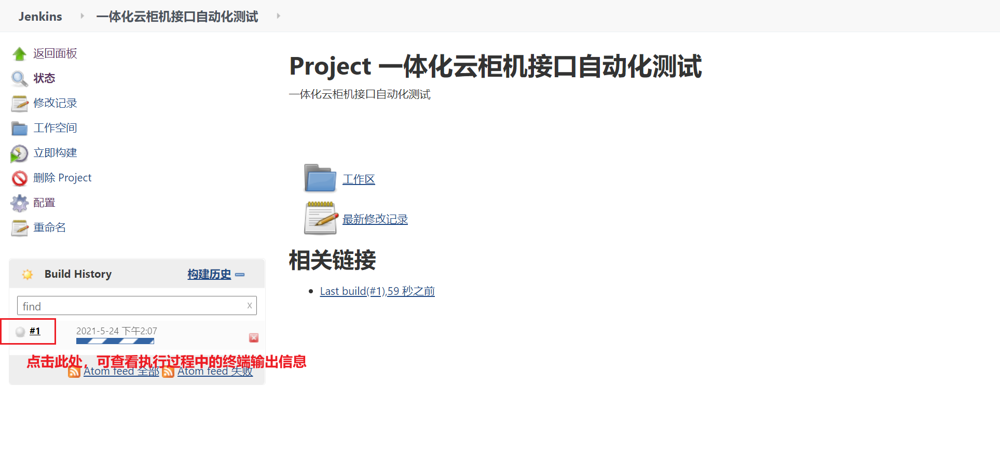 Jenkins 一体化云柜机接口自动化测试
返回面板
状态
修改记录
工作空间
立即构建
删除 Project
配置
重命名
Build History 构建历史
find x
#1 2021-5-24 下午2:07
点击此处，可查看执行过程中的终端输出信息
Atom feed 全部 Atom feed 失败
Project 一体化云柜机接口自动化测试
一体化云柜机接口自动化测试
工作区
最新修改记录
相关链接
Last build(#1),59 秒之前